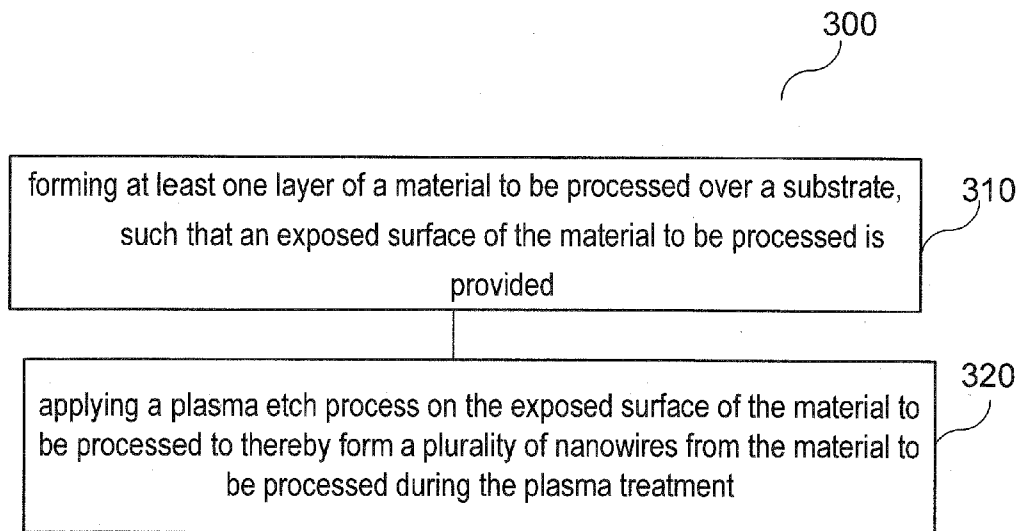 300
forming at least one layer of a material to be processed over a substrate,
such that an exposed surface of the material to be processed is
provided
310
applying a plasma etch process on the exposed surface of the material to
be processed to thereby form a plurality of nanowires from the material to
be processed during the plasma treatment
320